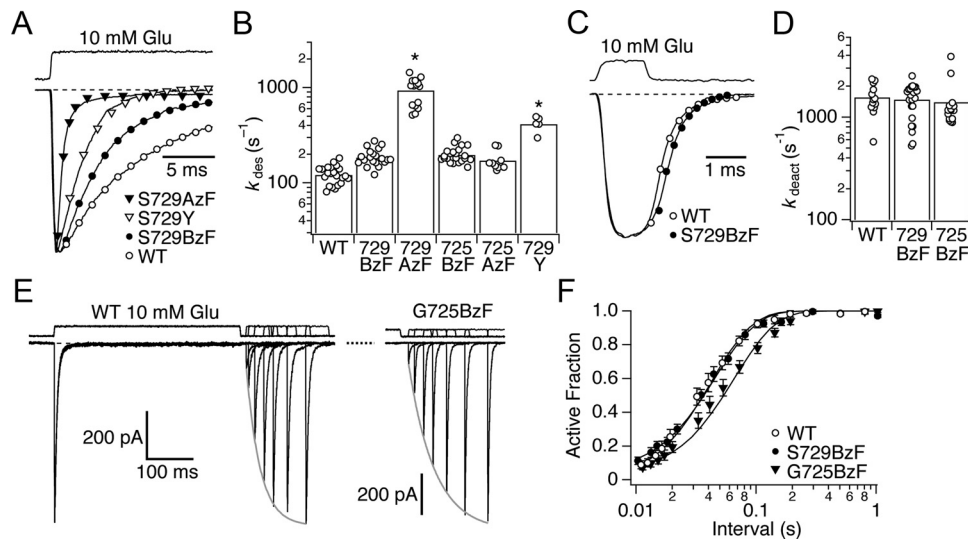 A
10 mM Glu
5 ms
S729AzF
S729Y
S729BzF
WT
B
k des (s⁻¹)
2
1000
8
6
4
2
100
8
6
4
WT
729 BzF
729 AzF
725 BzF
725 AzF
729 Y
*
*
C
10 mM Glu
1 ms
WT
S729BzF
D
k deact (s⁻¹)
6
4
2
1000
8
6
4
2
100
WT
729 BzF
725 BzF
E
WT 10 mM Glu
G725BzF
200 pA
100 ms
200 pA
F
Active Fraction
1.0
0.8
0.6
0.4
0.2
0
WT
S729BzF
G725BzF
0.01 2 4 6 8 0.1 2 4 6 8 1
Interval (s)